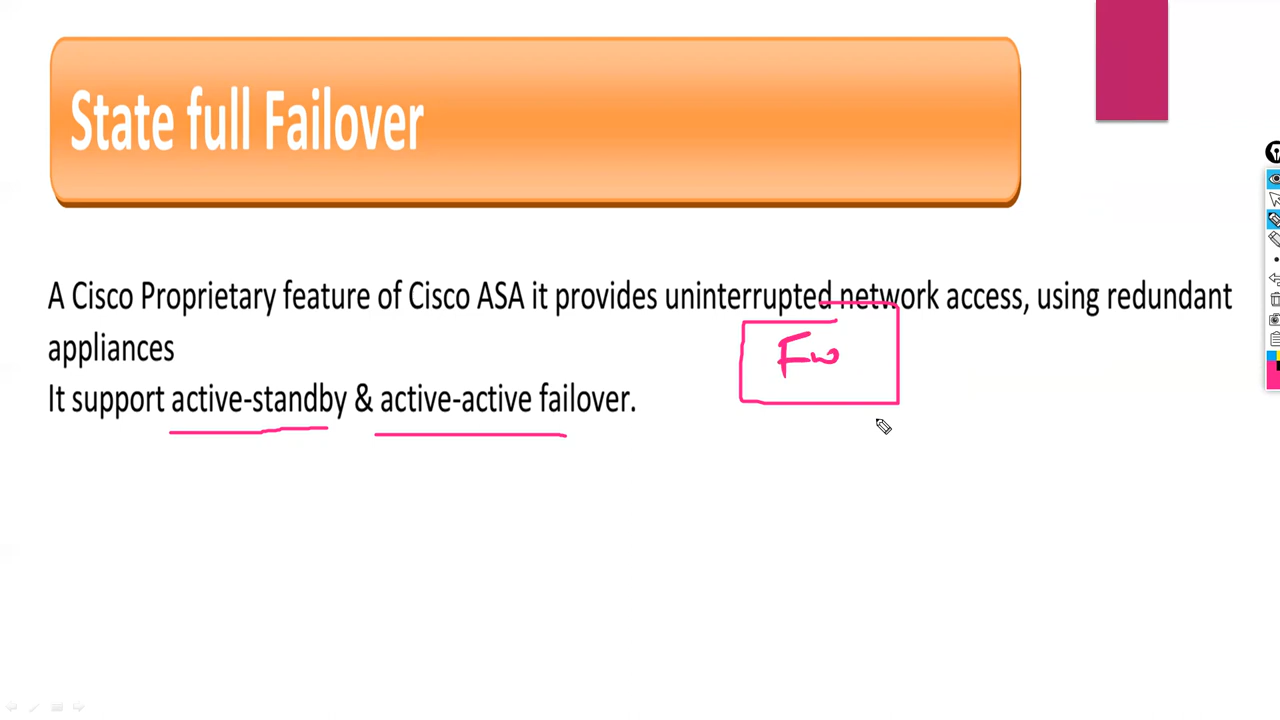 State full Failover
A Cisco Proprietary feature of Cisco ASA it provides uninterrupted network access, using redundant
appliances
Fw
It support active-standby & active-active failover.